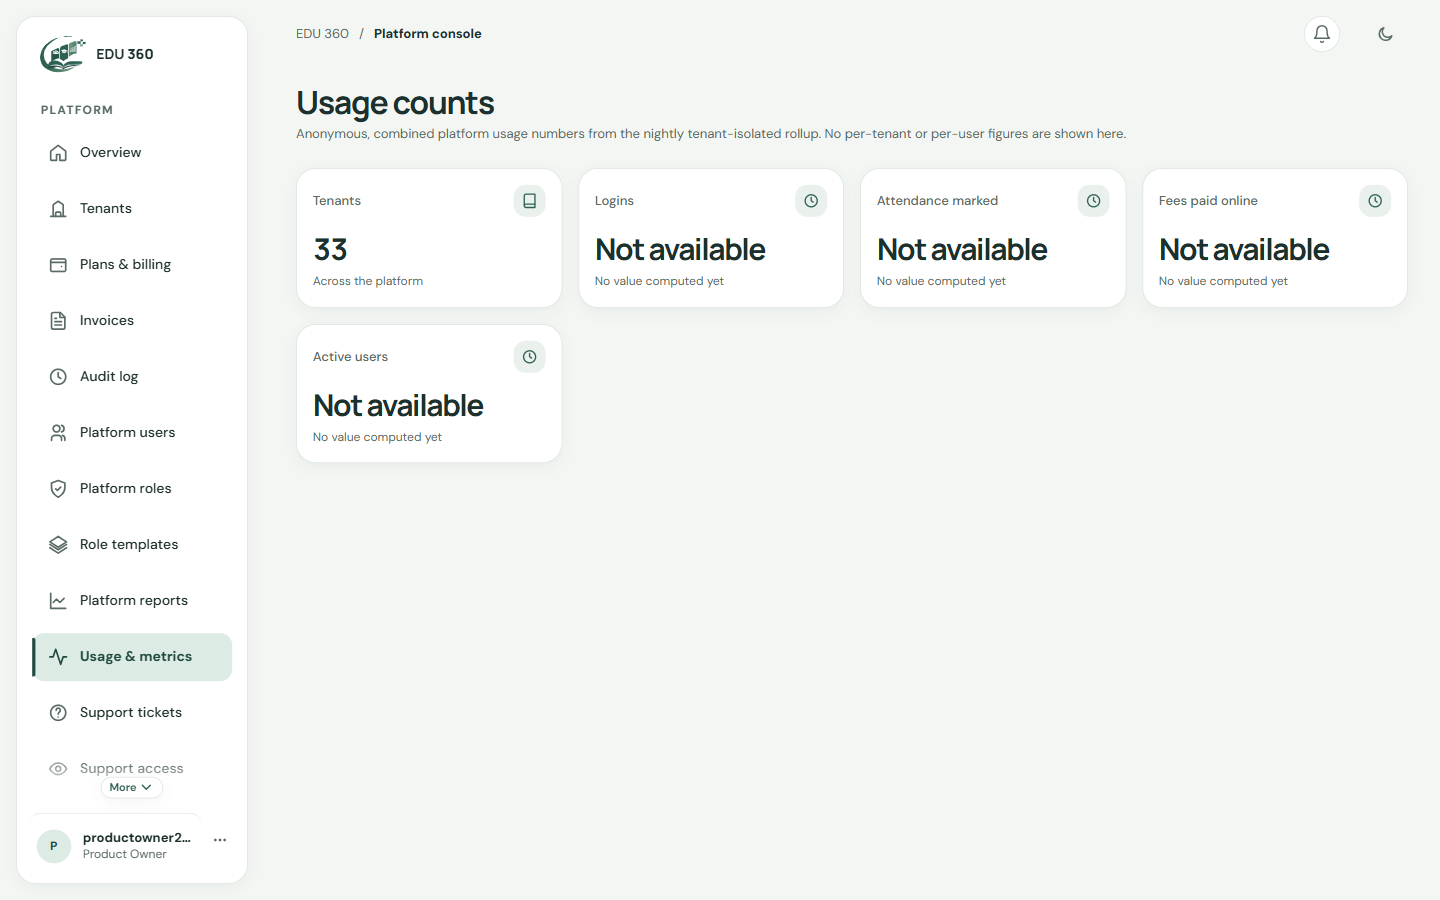 EDU 360
PLATFORM
Overview
Tenants
Plans & billing
Invoices
Audit log
Platform users
Platform roles
Role templates
Platform reports
Usage & metrics
Support tickets
Support access
More
P
productowner2...
Product Owner
EDU 360 / Platform console
Usage counts
Anonymous, combined platform usage numbers from the nightly tenant-isolated rollup. No per-tenant or per-user figures are shown here.
Tenants
33
Across the platform
Logins
Not available
No value computed yet
Attendance marked
Not available
No value computed yet
Fees paid online
Not available
No value computed yet
Active users
Not available
No value computed yet